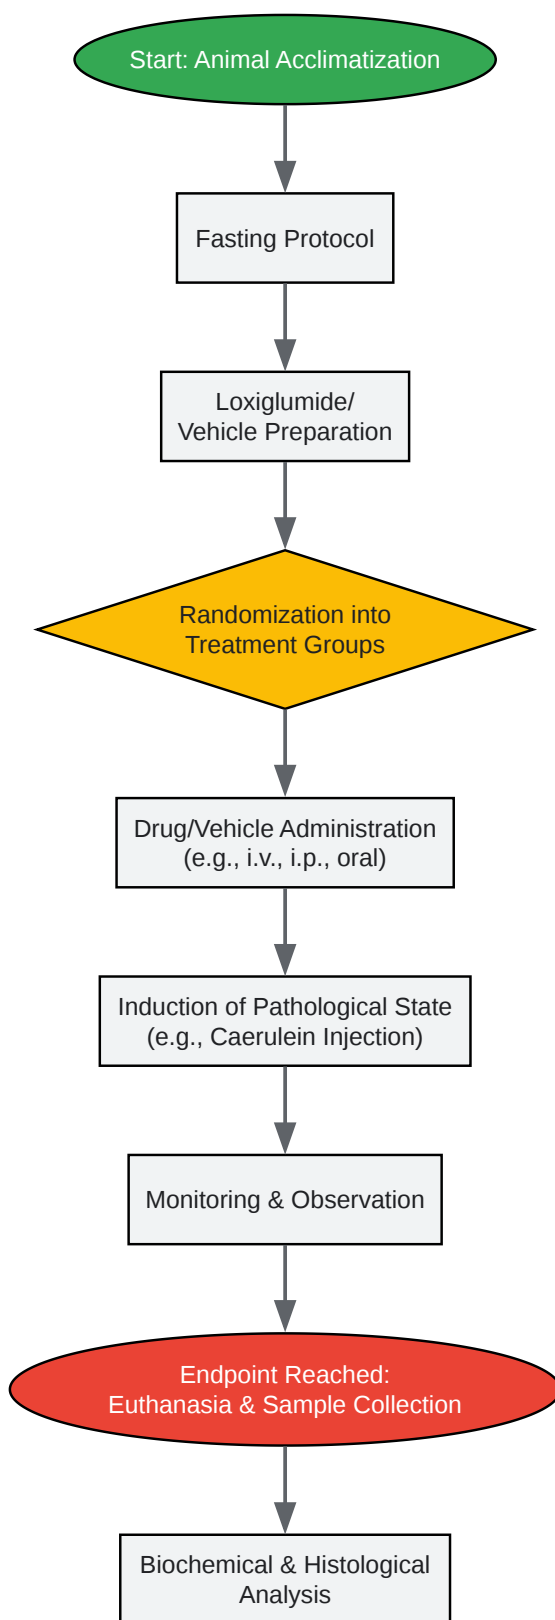 Start: Animal Acclimatization
Fasting Protocol
Loxiglumide/
Vehicle Preparation
Randomization into
Treatment Groups
Drug/Vehicle Administration
(e.g., i.v., i.p., oral)
Induction of Pathological State
(e.g., Caerulein Injection)
Monitoring & Observation
Endpoint Reached:
Euthanasia & Sample Collection
Biochemical & Histological
Analysis